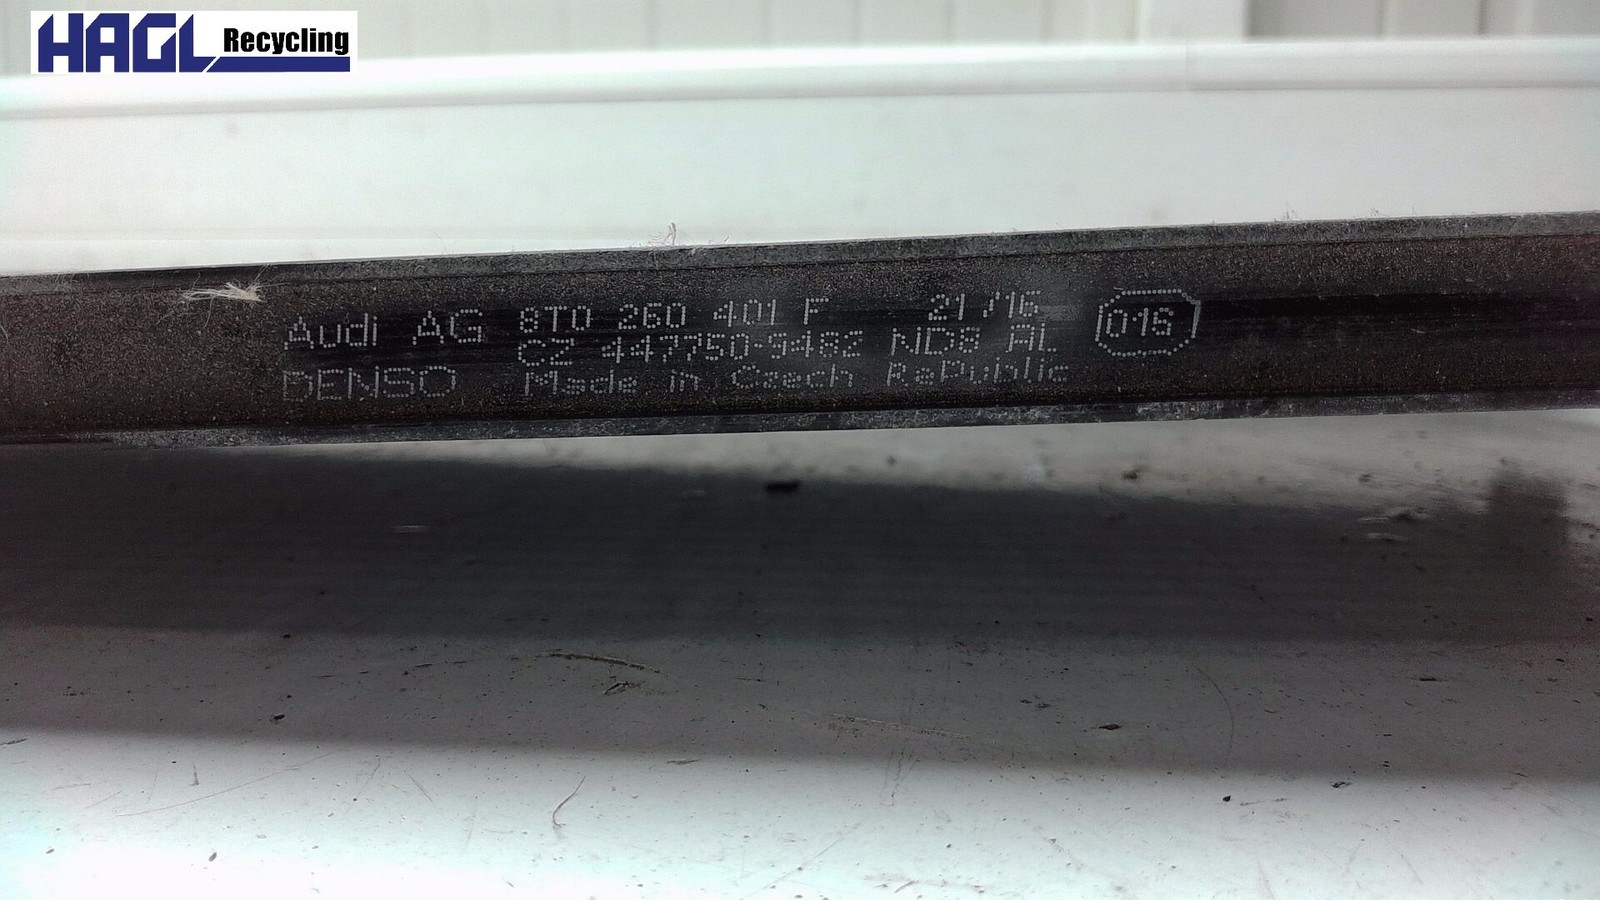 HAGL Recycling
Audi AG 8T0 260 401 F 21/16 016
CZ 447750-9482 ND8 AL
DENSO Made in Czech RePublic